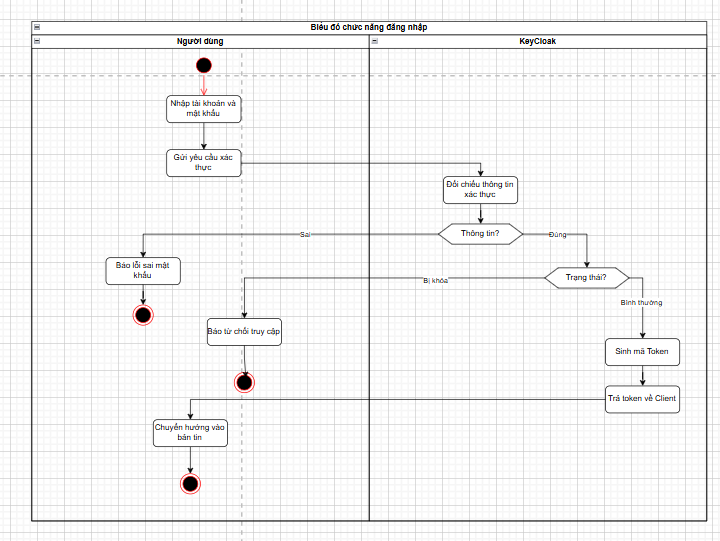 Biểu đồ chức năng đăng nhập
Người dùng
KeyCloak
Nhập tài khoản và
mật khẩu
Gửi yêu cầu xác
thực
Đối chiếu thông tin
xác thực
Thông tin?
Sai
Đúng
Báo lỗi sai mật
khẩu
Trạng thái?
Bị khóa
Bình thường
Báo từ chối truy cập
Sinh mã Token
Trả token về Client
Chuyển hướng vào
bản tin